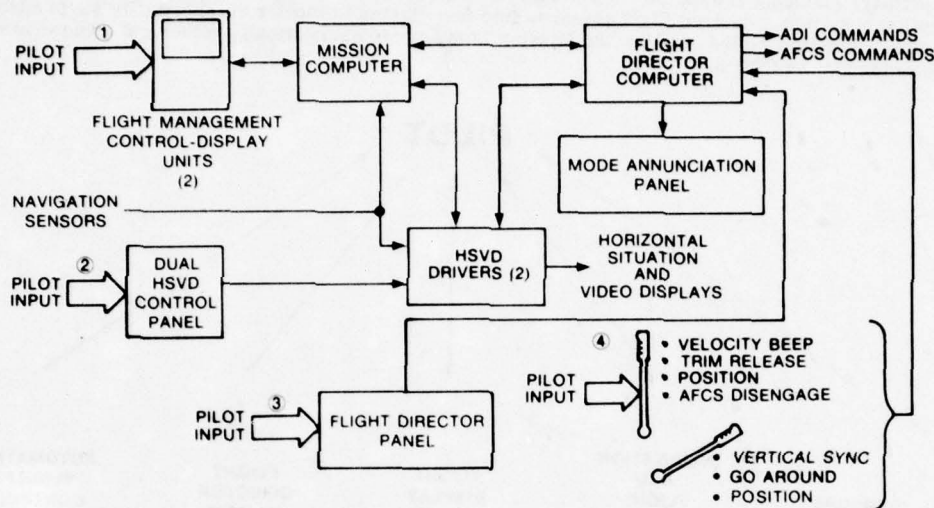 ①
PILOT
INPUT
FLIGHT MANAGEMENT
CONTROL-DISPLAY
UNITS
(2)
MISSION
COMPUTER
FLIGHT
DIRECTOR
COMPUTER
ADI COMMANDS
AFCS COMMANDS
MODE ANNUNCIATION
PANEL
NAVIGATION
SENSORS
②
PILOT
INPUT
DUAL
HSVD
CONTROL
PANEL
HSVD
DRIVERS (2)
HORIZONTAL
SITUATION
AND
VIDEO DISPLAYS
③
PILOT
INPUT
FLIGHT DIRECTOR
PANEL
④
PILOT
INPUT
• VELOCITY BEEP
• TRIM RELEASE
• POSITION
• AFCS DISENGAGE
• VERTICAL SYNC
• GO AROUND
• POSITION